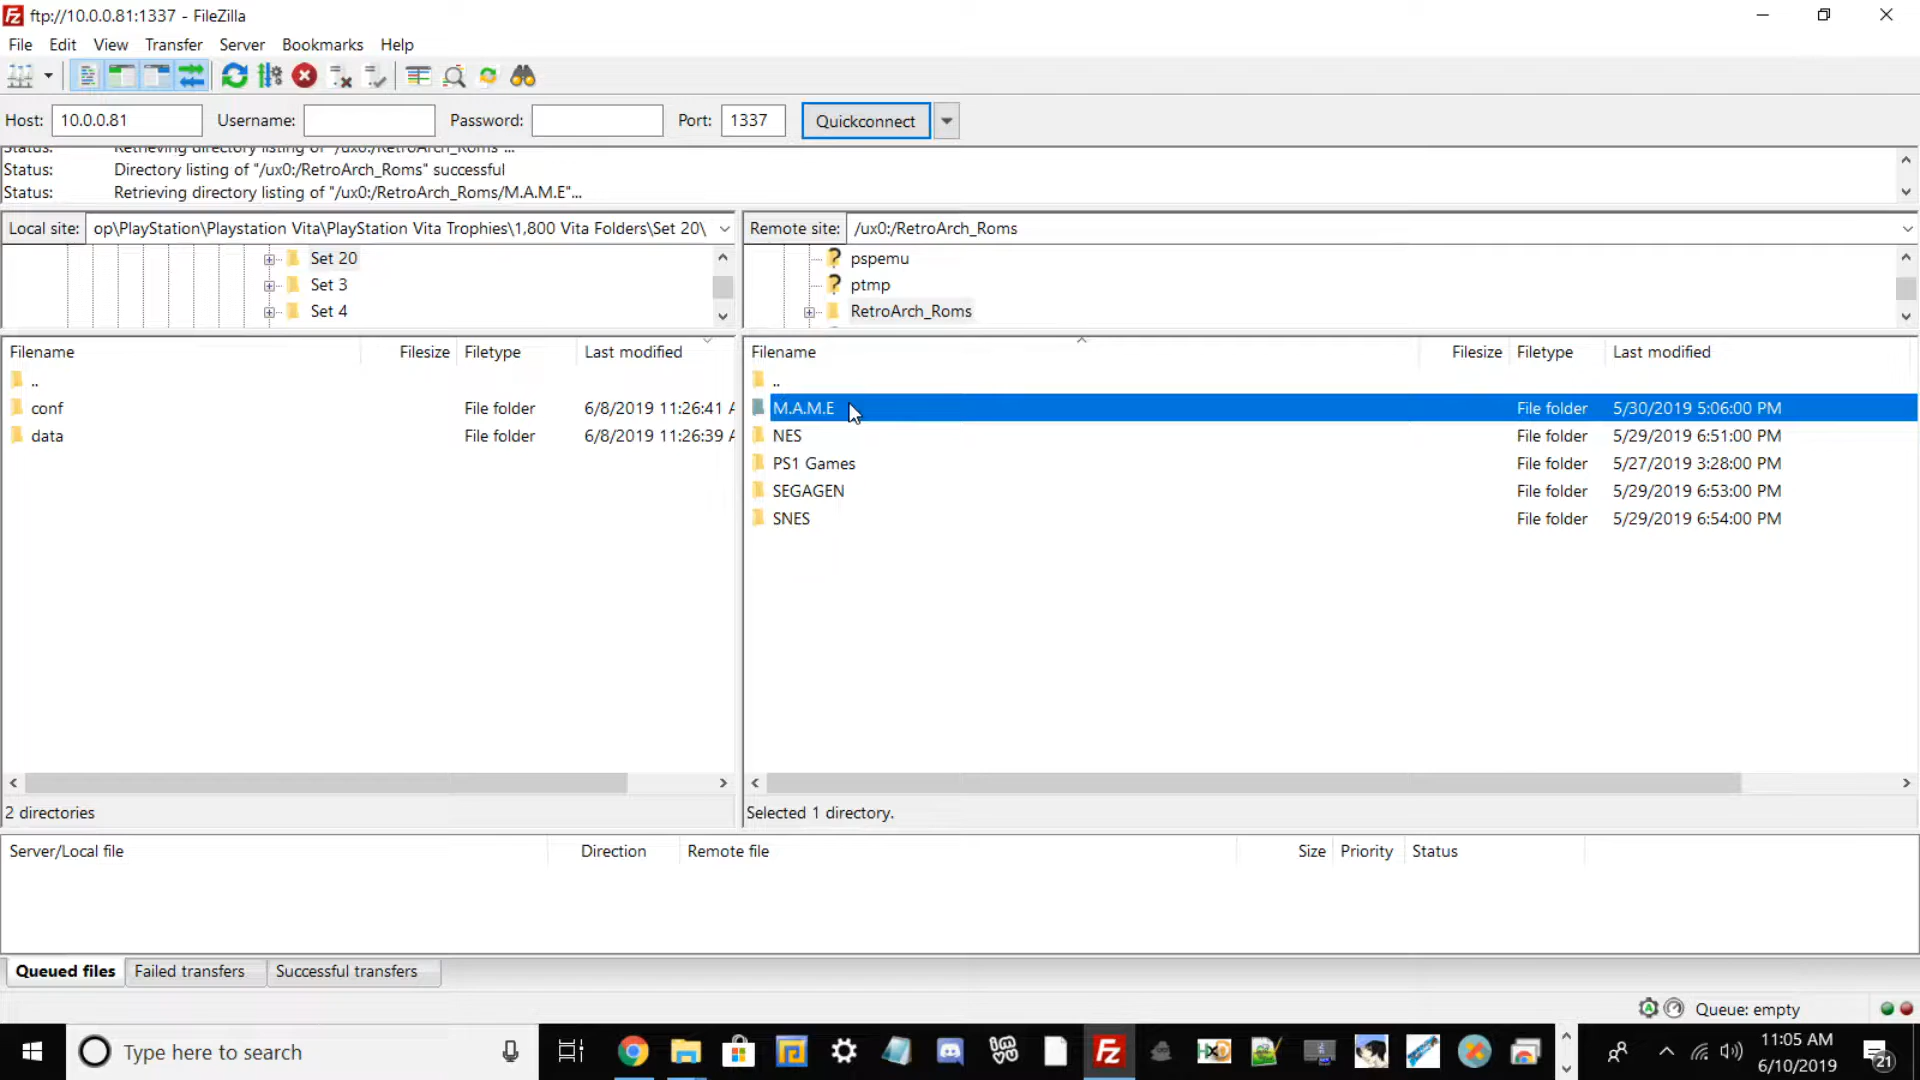 ftp://10.0.0.81:1337 - FileZilla
File Edit View Transfer Server Bookmarks Help
Host: 10.0.0.81 Username: Password: Port: 1337 Quickconnect
Status: Retrieving directory listing of "/ux0:/RetroArch_Roms"...
Status: Directory listing of "/ux0:/RetroArch_Roms" successful
Status: Retrieving directory listing of "/ux0:/RetroArch_Roms/M.A.M.E"...
Local site: op\PlayStation\Playstation Vita\PlayStation Vita Trophies\1,800 Vita Folders\Set 20\
Set 20
Set 3
Set 4
Remote site: /ux0:/RetroArch_Roms
pspemu
ptmp
RetroArch_Roms
Filename Filesize Filetype Last modified
..
conf File folder 6/8/2019 11:26:41 A
data File folder 6/8/2019 11:26:39 A
2 directories
Filename Filesize Filetype Last modified
..
M.A.M.E File folder 5/30/2019 5:06:00 PM
NES File folder 5/29/2019 6:51:00 PM
PS1 Games File folder 5/27/2019 3:28:00 PM
SEGAGEN File folder 5/29/2019 6:53:00 PM
SNES File folder 5/29/2019 6:54:00 PM
Selected 1 directory.
Server/Local file Direction Remote file Size Priority Status
Queued files Failed transfers Successful transfers
Queue: empty
Type here to search
11:05 AM
6/10/2019
21